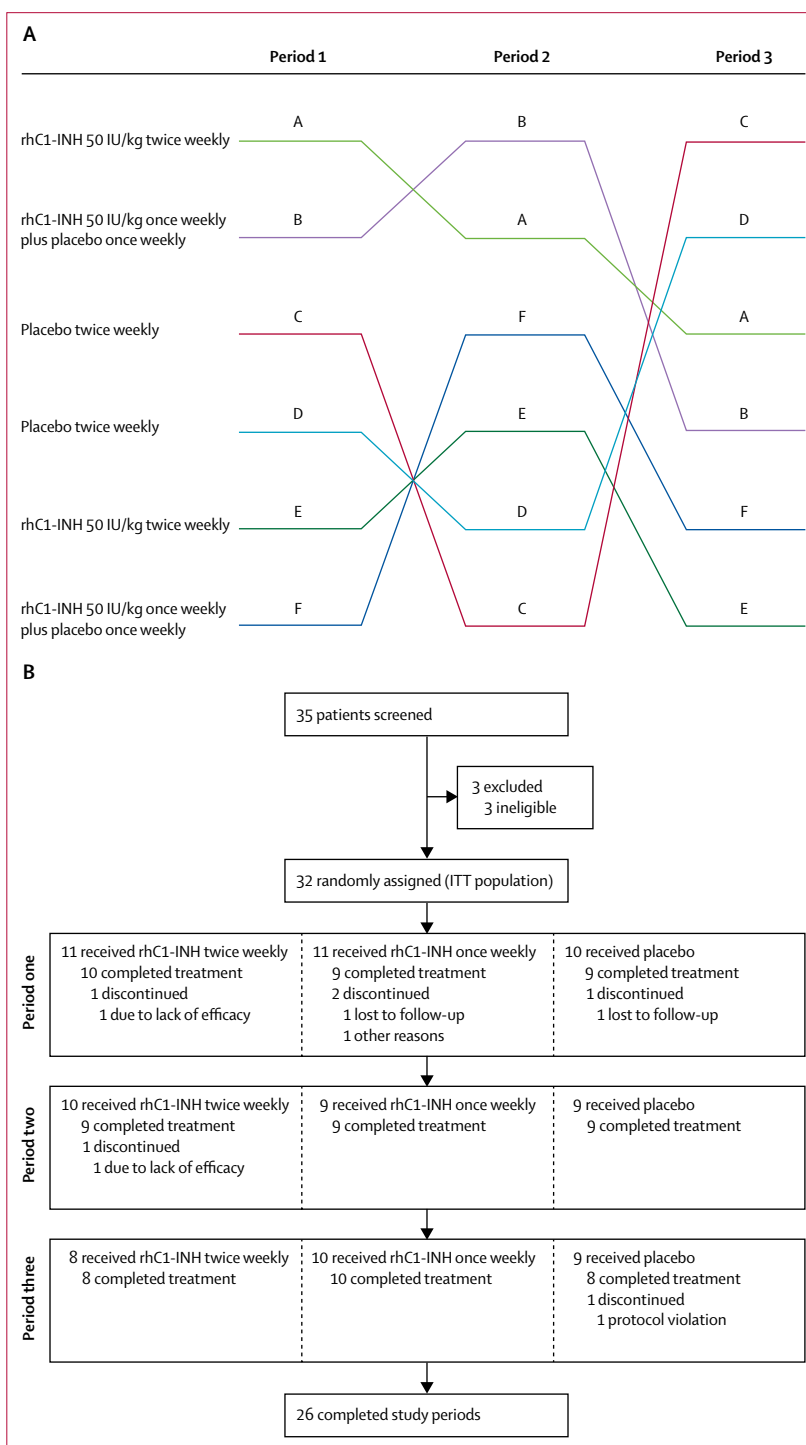 A
Period 1 Period 2 Period 3
A B C
rhC1-INH 50 IU/kg twice weekly
rhC1-INH 50 IU/kg once weekly
plus placebo once weekly
B A D
Placebo twice weekly
C F A
Placebo twice weekly
D E B
rhC1-INH 50 IU/kg twice weekly
E D F
rhC1-INH 50 IU/kg once weekly
plus placebo once weekly
F C E
B
35 patients screened
3 excluded
3 ineligible
32 randomly assigned (ITT population)
Period one
11 received rhC1-INH twice weekly
10 completed treatment
1 discontinued
1 due to lack of efficacy
11 received rhC1-INH once weekly
9 completed treatment
2 discontinued
1 lost to follow-up
1 other reasons
10 received placebo
9 completed treatment
1 discontinued
1 lost to follow-up
Period two
10 received rhC1-INH twice weekly
9 completed treatment
1 discontinued
1 due to lack of efficacy
9 received rhC1-INH once weekly
9 completed treatment
9 received placebo
9 completed treatment
Period three
8 received rhC1-INH twice weekly
8 completed treatment
10 received rhC1-INH once weekly
10 completed treatment
9 received placebo
8 completed treatment
1 discontinued
1 protocol violation
26 completed study periods